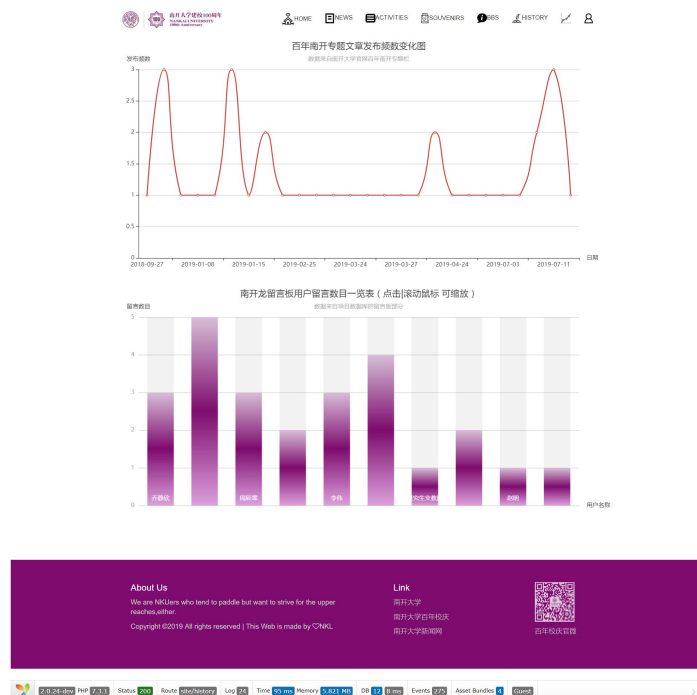 南开大学建校100周年
NANKAI UNIVERSITY
100th Anniversary
HOME
NEWS
ACTIVITIES
SOUVENIRS
BBS
HISTORY
百年南开专题文章发布频数变化图
数据来自南开大学官网百年南开专题栏
发布频数
3
2.5
2
1.5
1
0.5
0
2018-09-27 2019-01-08 2019-01-15 2019-02-25 2019-03-24 2019-03-27 2019-04-24 2019-07-03 2019-07-11
日期
南开龙留言板用户留言数目一览表（点击|滚动鼠标 可缩放）
数据来自项目数据库的留言板部分
留言数目
5
4
3
2
1
0
李伟
赵明
用户名称
About Us
We are NKUers who tend to paddle but want to strive for the upper
reaches,either.
Copyright ©2019 All rights reserved | This Web is made by ♡NKL
Link
南开大学
南开大学百年校庆
南开大学新闻网
百年校庆官微
2.0.24-dev PHP 7.3.1 Status 200 Route site/history Log 24 Time 95 ms Memory 5.821 MB DB 12 8 ms Events 275 Asset Bundles 4 Guest